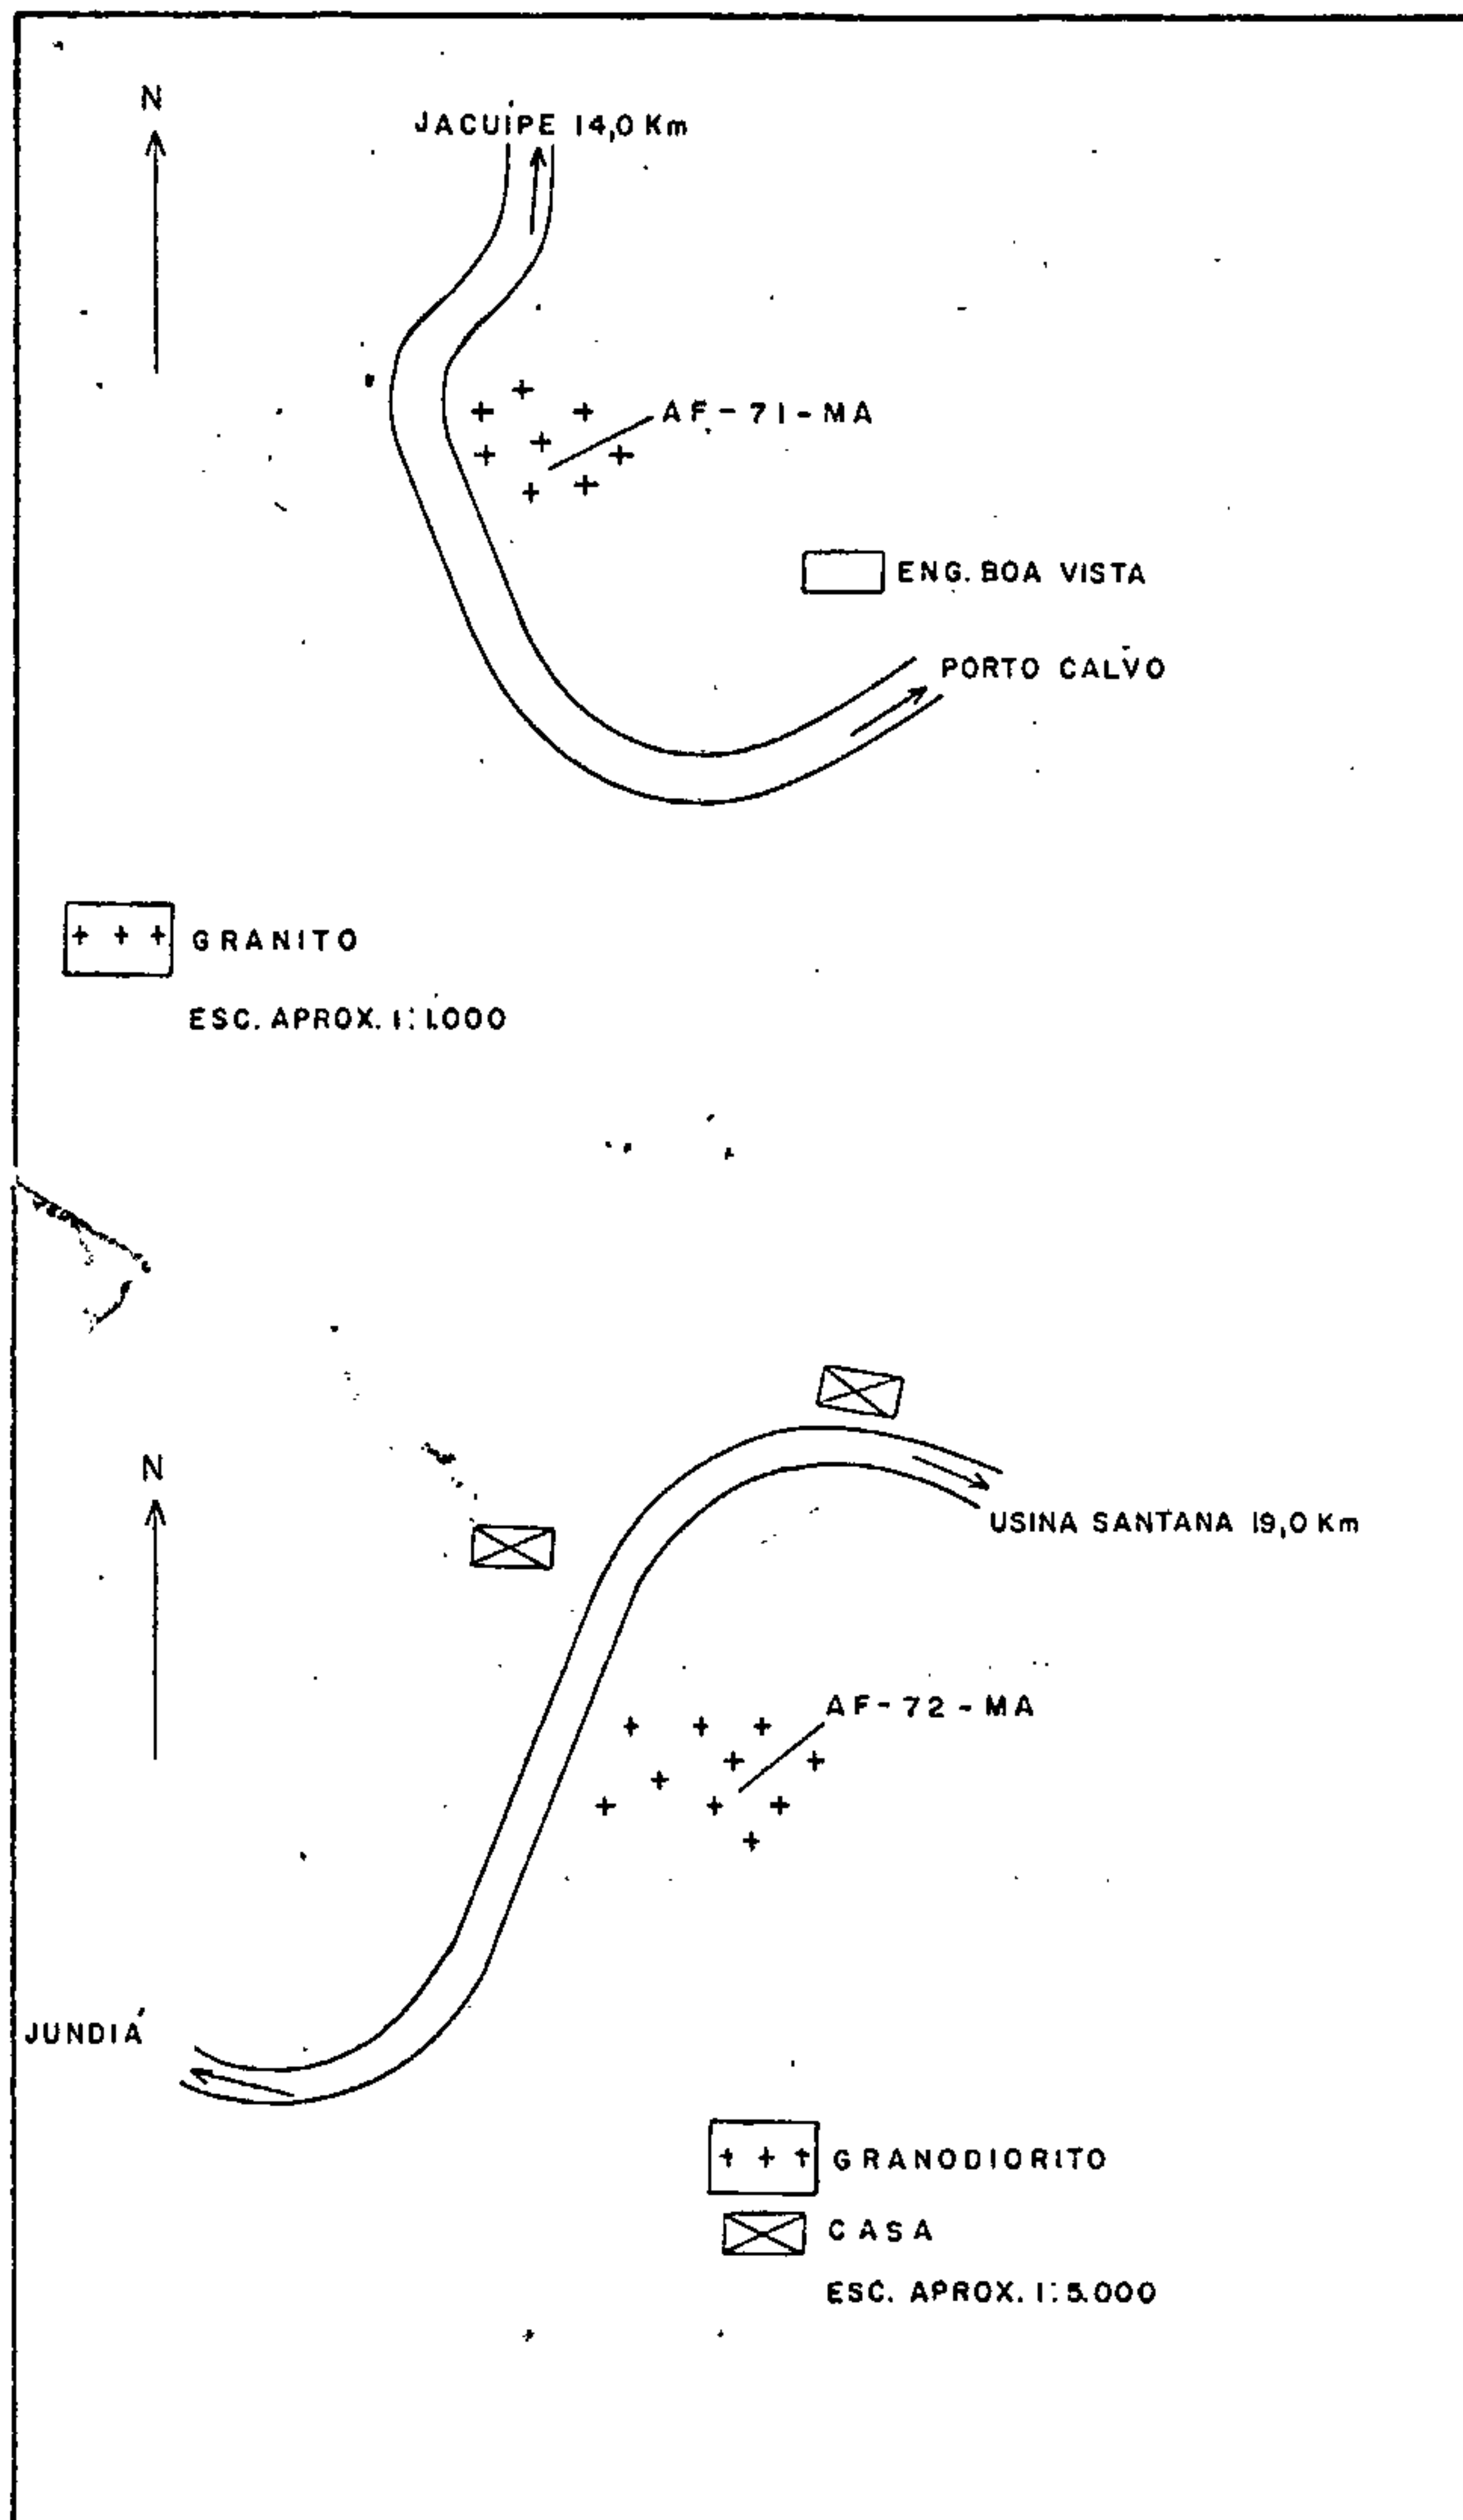 N
JACUÍPE 14,0 Km
AF-71-MA
ENG. BOA VISTA
PORTO CALVO
GRANITO
ESC. APROX. 1:1.000
N
USINA SANTANA 19,0 Km
AF-72-MA
JUNDIÁ
GRANODIORITO
CASA
ESC. APROX. 1:5.000